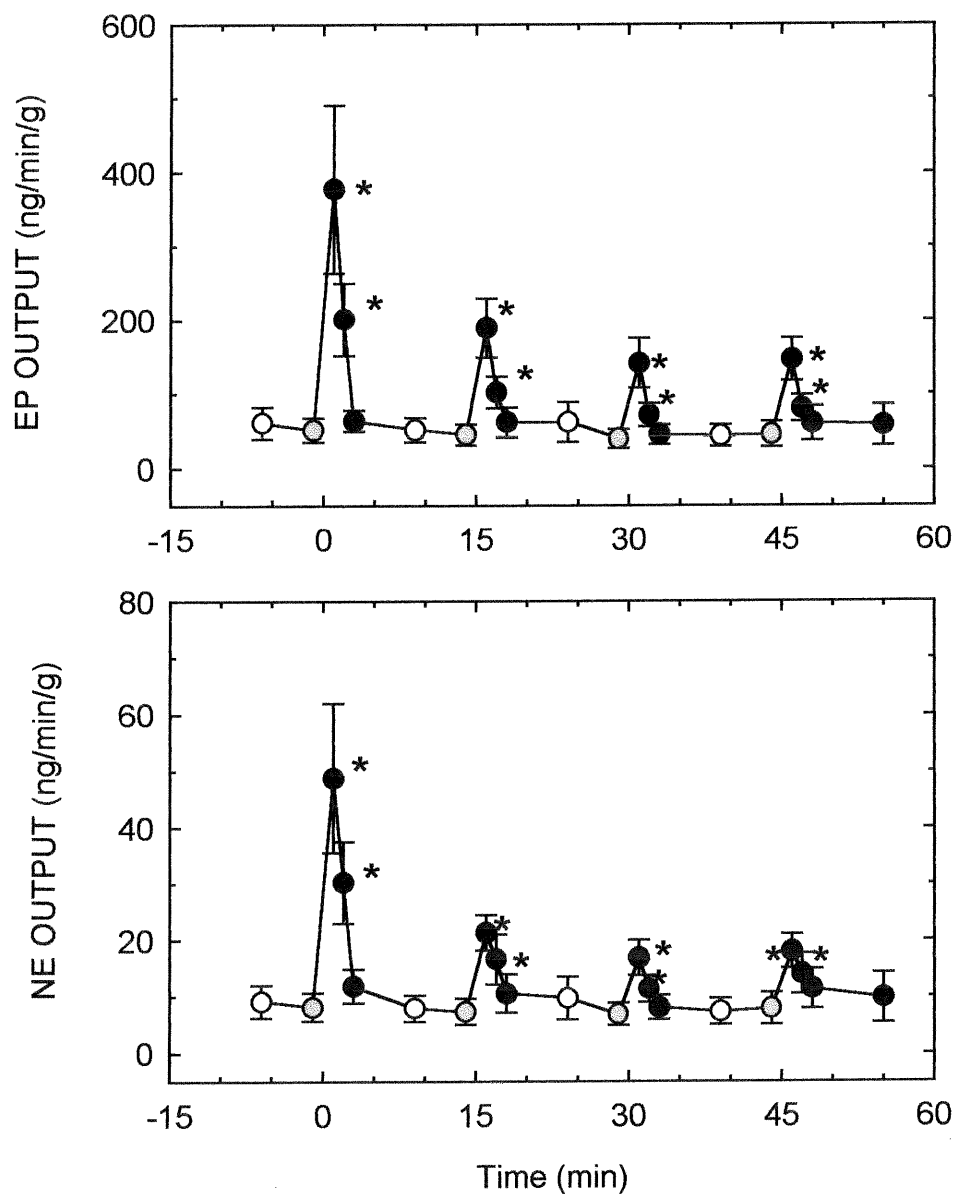 EP OUTPUT (ng/min/g)
600
400
200
0
-15 0 15 30 45 60
* * * * * * * *
NE OUTPUT (ng/min/g)
80
60
40
20
0
-15 0 15 30 45 60
* * * * * * * *
Time (min)